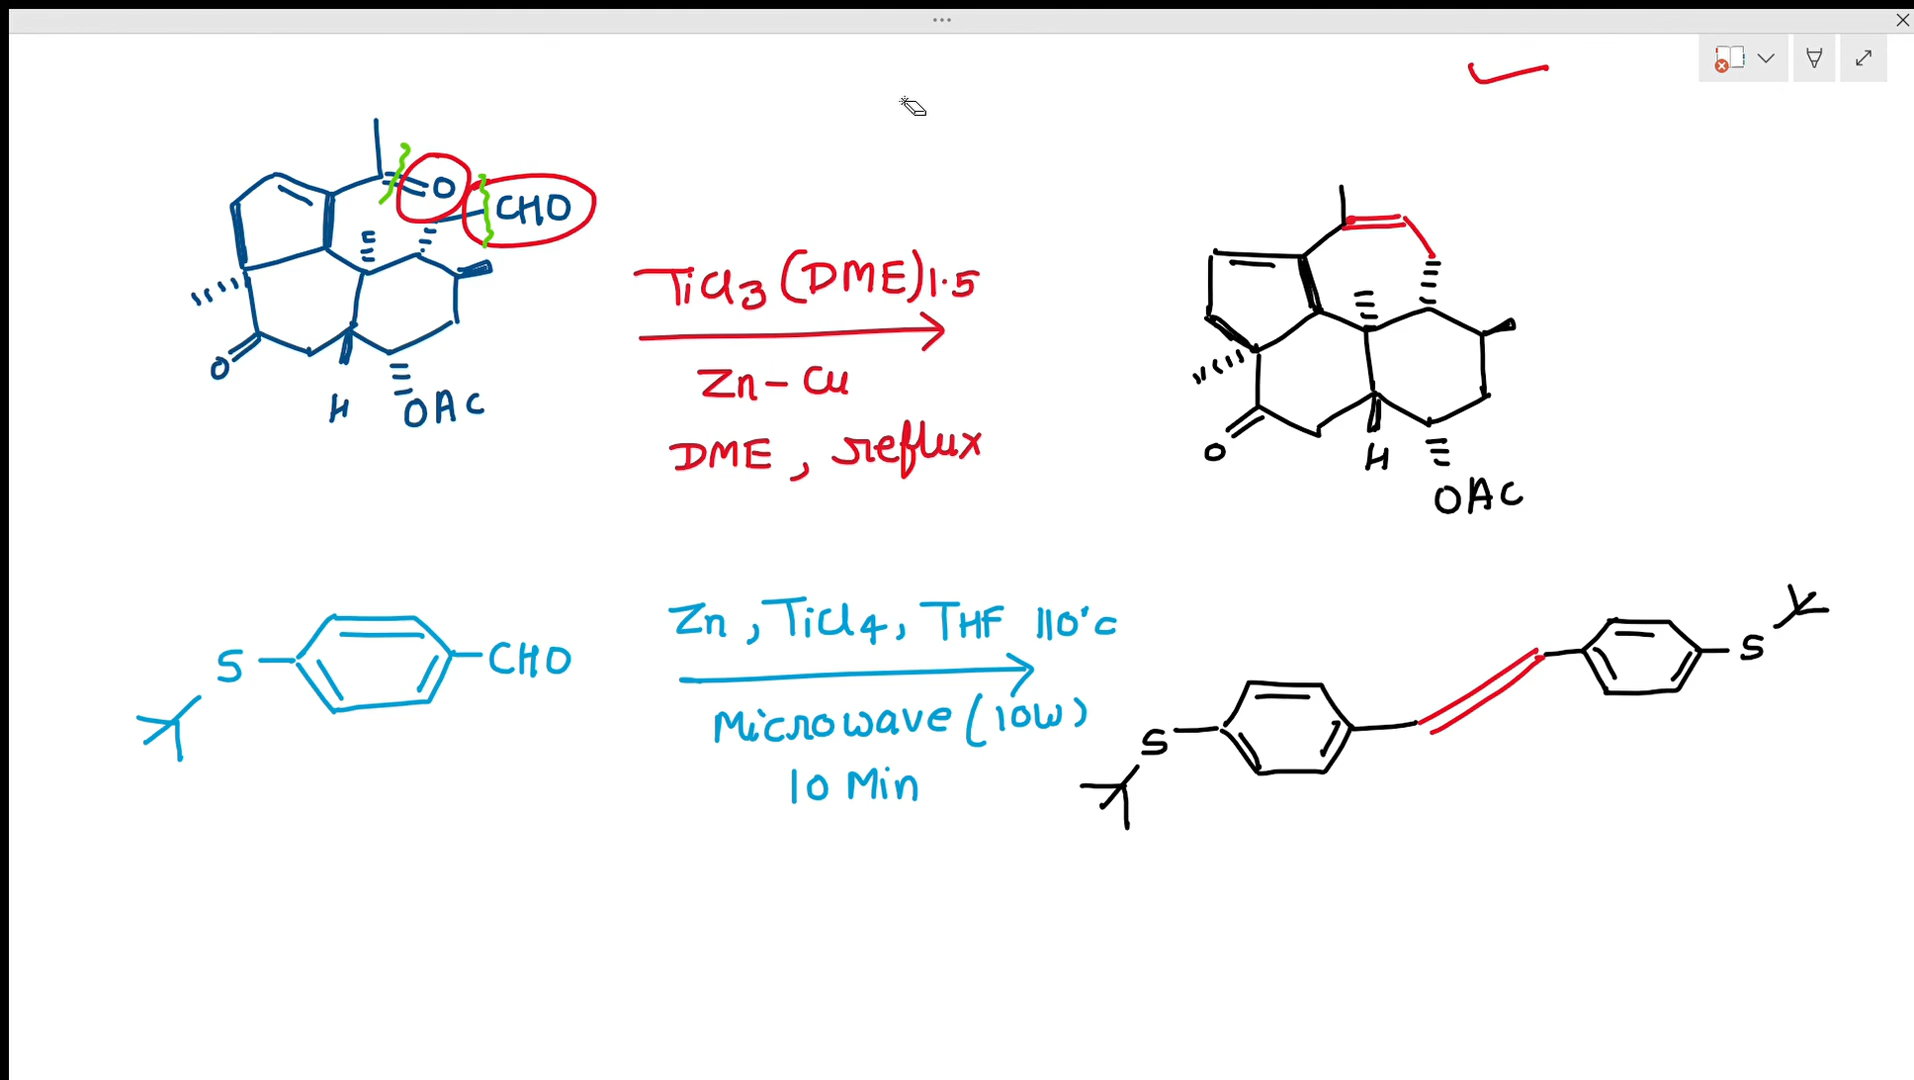 O
CHO
TiCl3 (DME)1.5
Zn - Cu
DME, reflux
O
H
OAC
O
H
OAC
S
CHO
Zn, TiCl4, THF 110°c
Microwave (10W)
10 Min
S
S